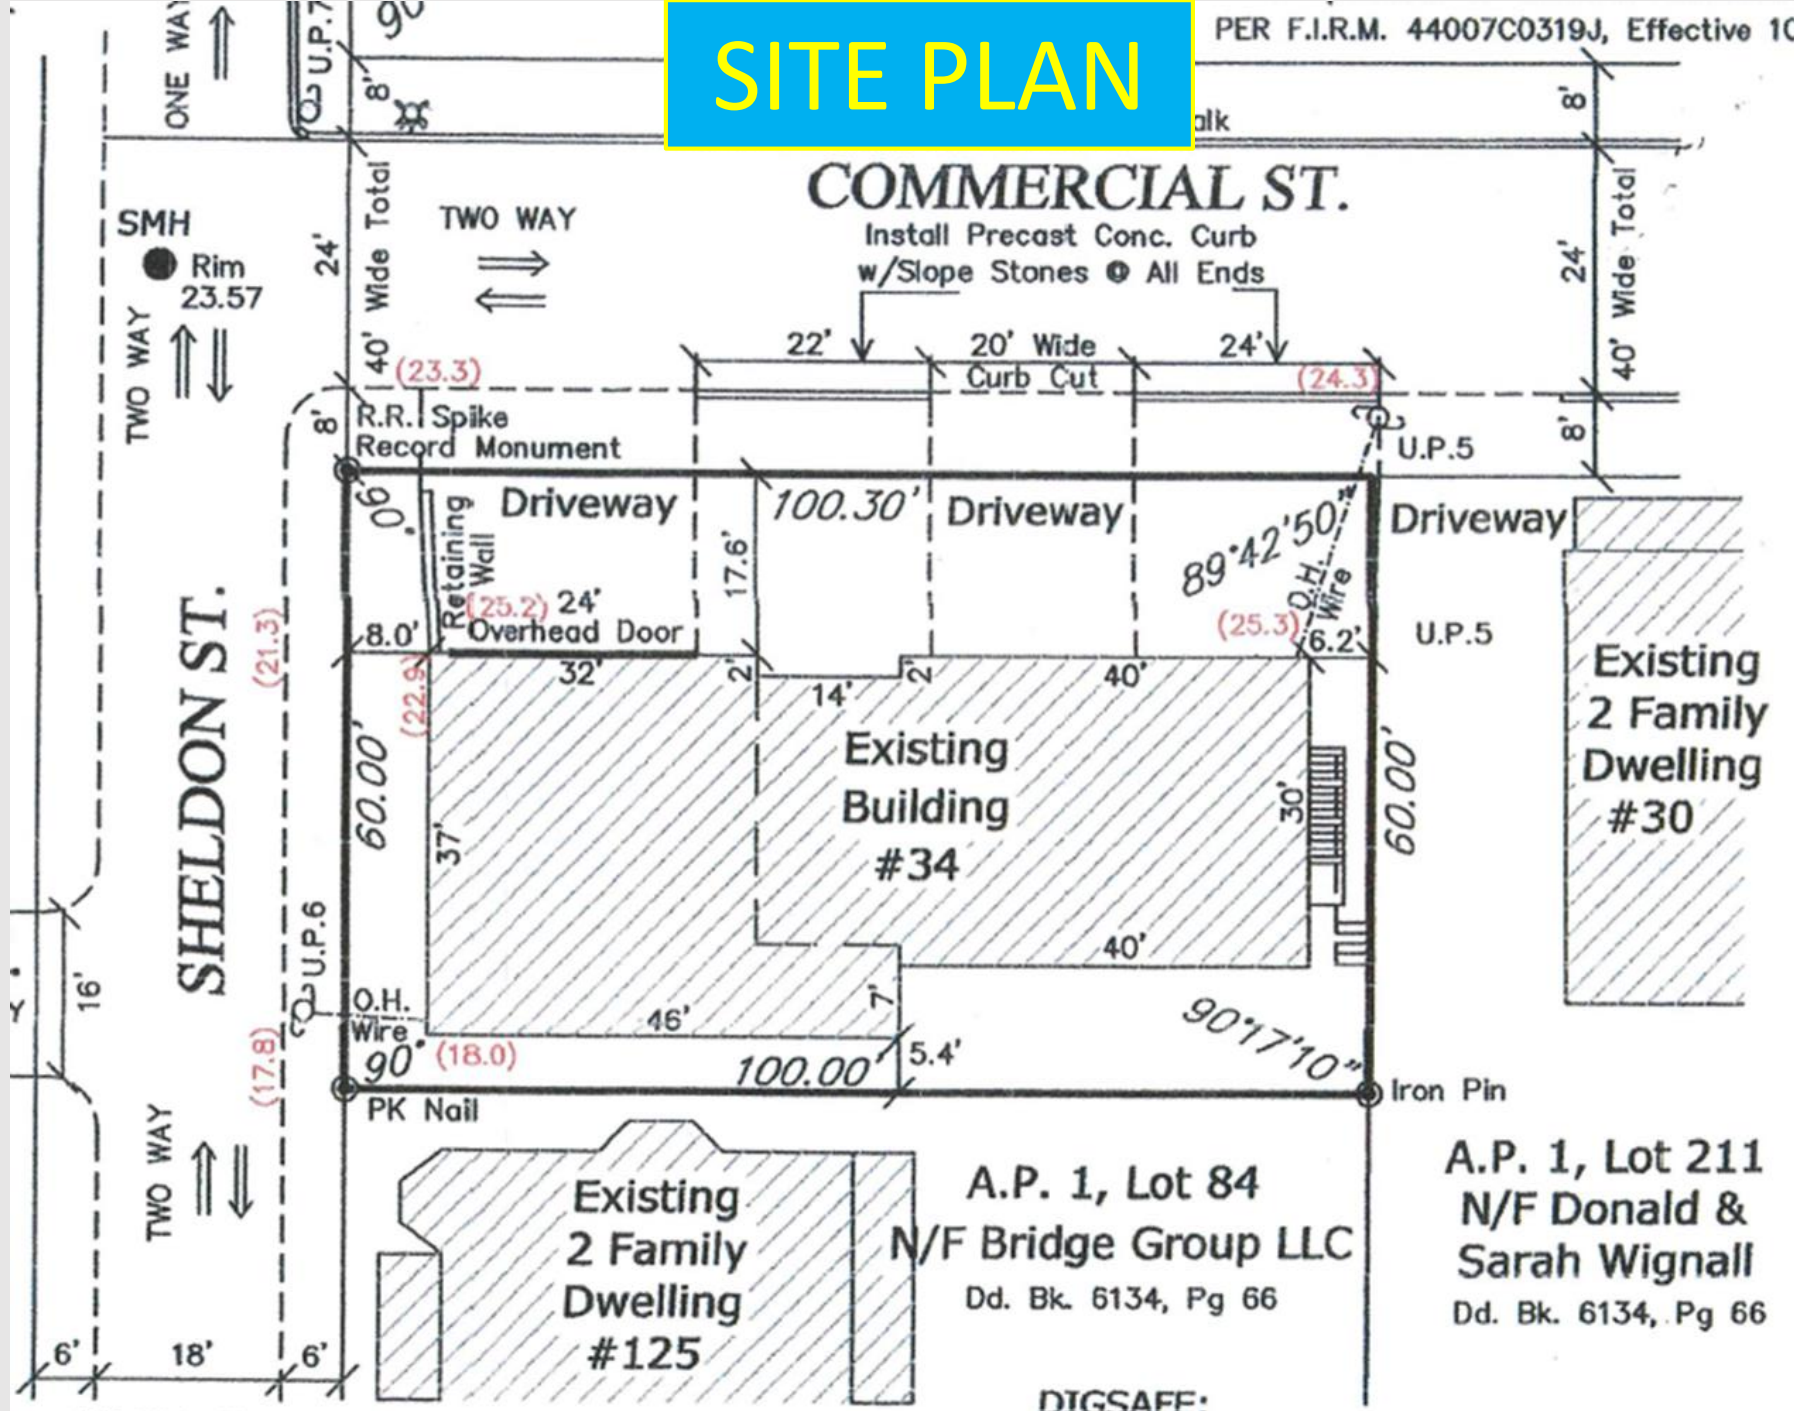 SITE PLAN
PER F.I.R.M. 44007C0319J, Effective
ONE WAY
U.P.7
8'
8'
SMH
Rim
23.57
TWO WAY
24'
40' Wide Total
TWO WAY
COMMERCIAL ST.
Install Precast Conc. Curb
w/Slope Stones @ All Ends
24'
40' Wide Total
22'
20' Wide
Curb Cut
24'
(23.3)
(24.3)
8'
R.R. Spike
Record Monument
U.P.5
8'
90°
Retaining
Wall
Driveway
100.30'
Driveway
89°42'50"
Driveway
17.6'
O.H.
Wire
(25.2)
24'
Overhead Door
8.0'
(25.3)
6.2'
U.P.5
SHELDON ST.
(21.3)
(22.9)
32'
2'
14'
2'
40'
60.00'
37'
Existing
Building
#34
30'
60.00'
Existing
2 Family
Dwelling
#30
16'
U.P.6
O.H.
Wire
46'
7'
40'
90°17'10"
(17.8)
90°
(18.0)
100.00'
5.4'
PK Nail
Iron Pin
TWO WAY
Existing
2 Family
Dwelling
#125
A.P. 1, Lot 84
N/F Bridge Group LLC
Dd. Bk. 6134, Pg 66
A.P. 1, Lot 211
N/F Donald &
Sarah Wignall
Dd. Bk. 6134, Pg 66
6'
18'
6'
DIGSAFE: